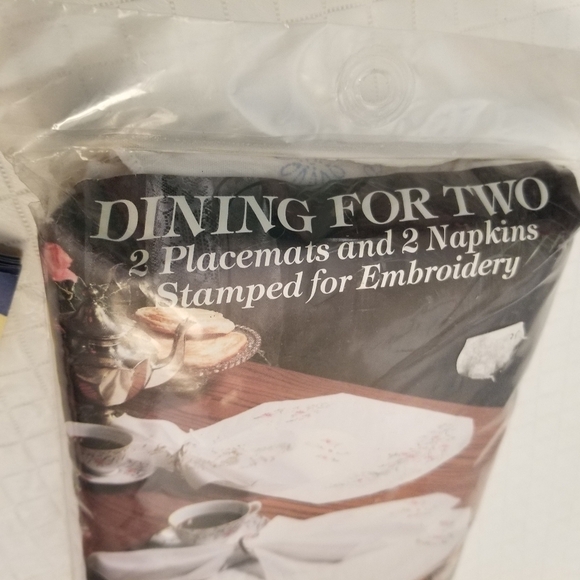 DINING FOR TWO
2 Placemats and 2 Napkins
Stamped for Embroidery